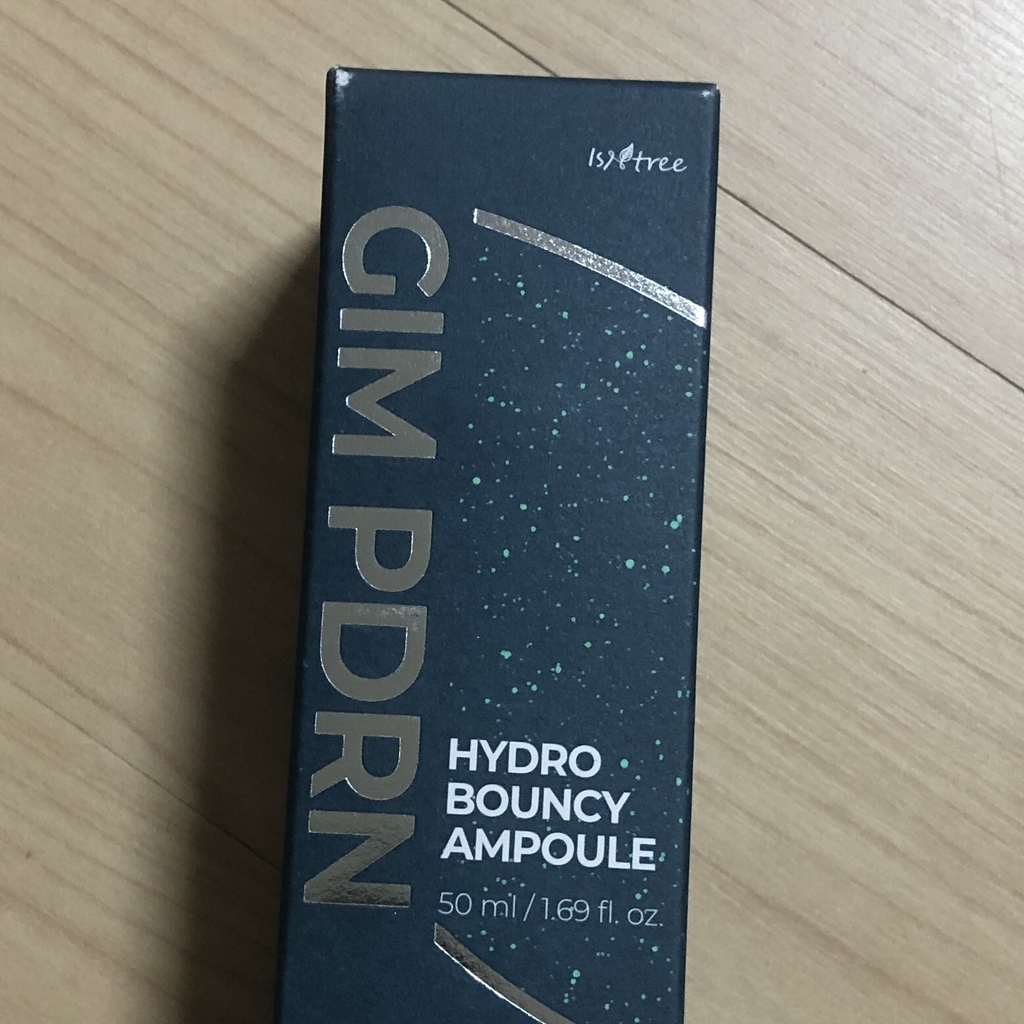 Isntree
GIM PDRN
HYDRO
BOUNCY
AMPOULE
50 ml / 1.69 fl. oz.